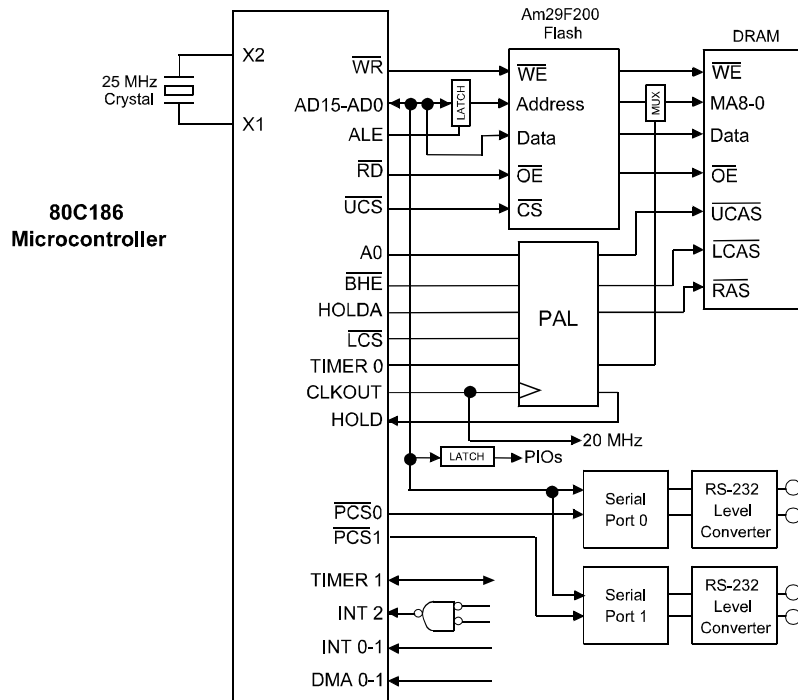 Am29F200
Flash
DRAM
X2
25 MHz
Crystal
X1
80C186
Microcontroller
WR
AD15-AD0
ALE
RD
UCS
A0
BHE
HOLDA
LCS
TIMER 0
CLKOUT
HOLD
PCS0
PCS1
TIMER 1
INT 2
INT 0-1
DMA 0-1
LATCH
WE
Address
Data
OE
CS
MUX
WE
MA8-0
Data
OE
UCAS
LCAS
RAS
PAL
20 MHz
LATCH
PIOs
Serial
Port 0
RS-232
Level
Converter
Serial
Port 1
RS-232
Level
Converter